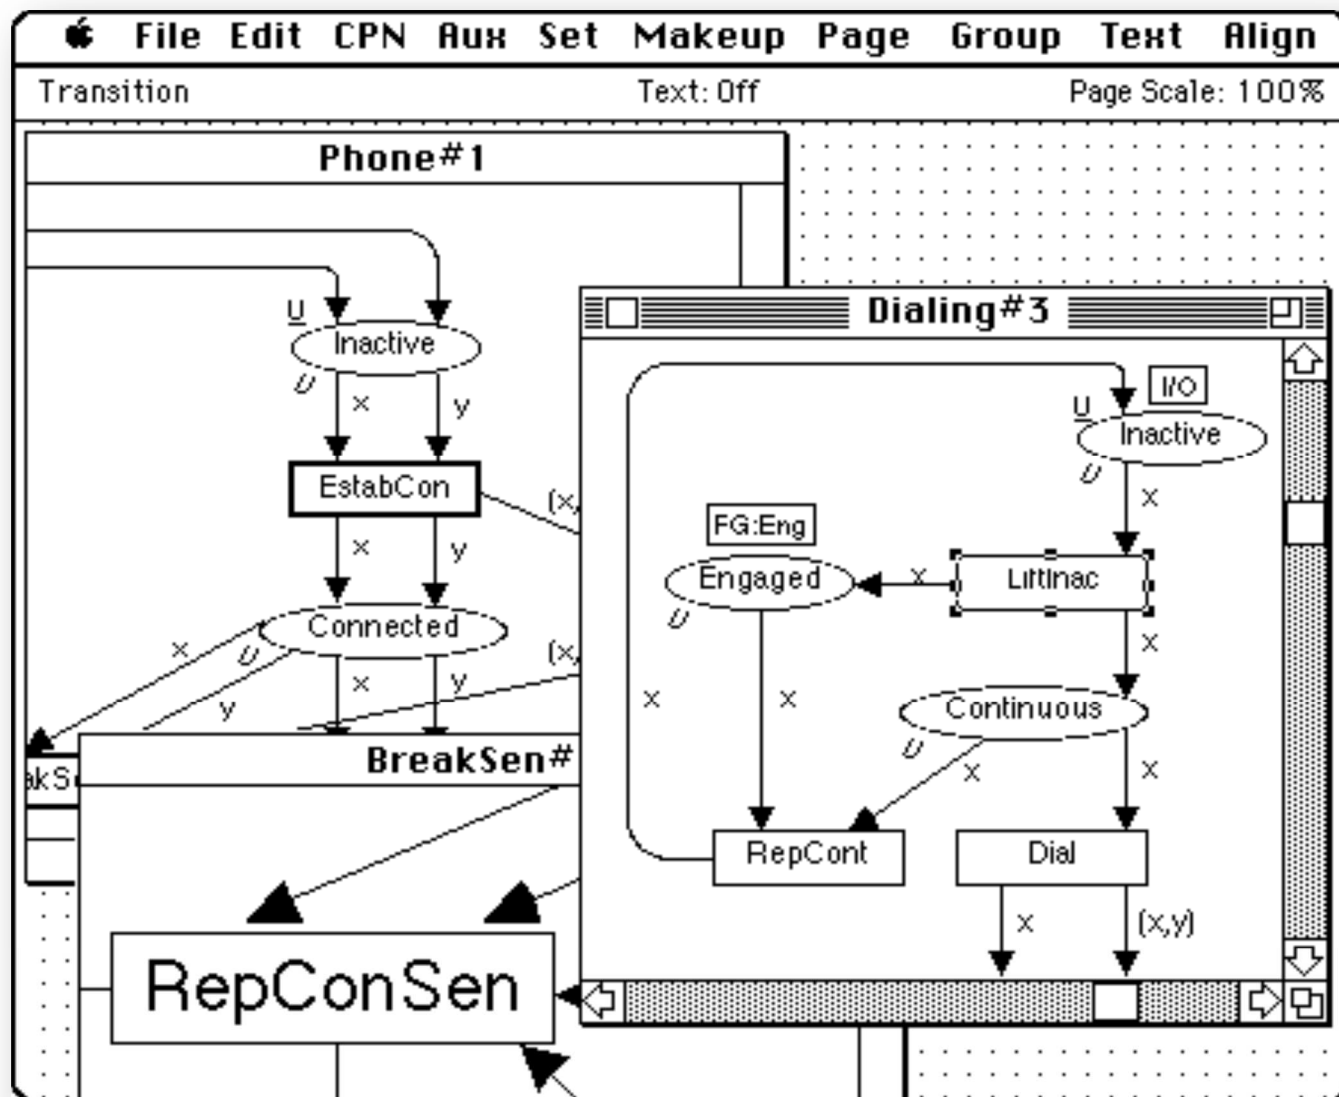 File Edit CPN Aux Set Makeup Page Group Text Align
Transition Text: Off Page Scale: 100%
Phone#1
U
Inactive
U
x y
EstabCon
(x,
x y
Connected
U
x
y
x y
(x,
BreakSen#
RepConSen
Dialing#3
I/O
U
Inactive
U
x
FG:Eng
Engaged
U
x
LiftInac
x
x
x
Continuous
U
x
x
RepCont
Dial
x
(x,y)